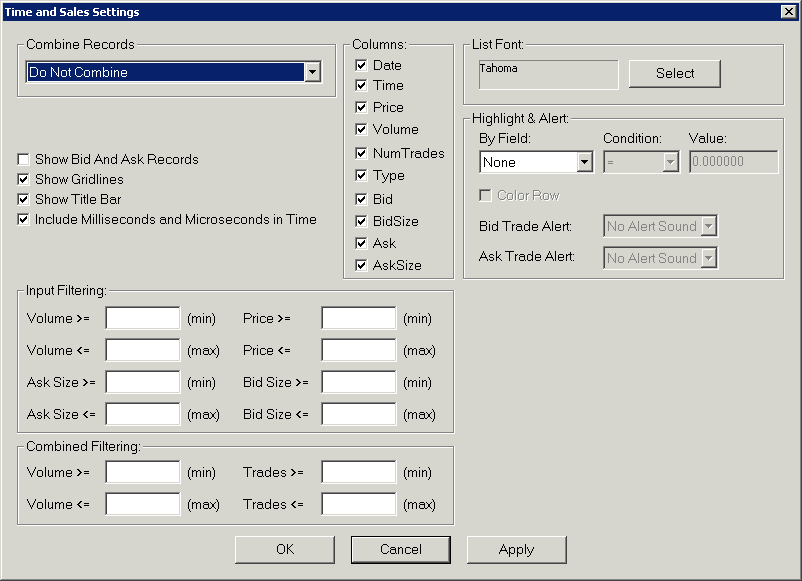 Time and Sales Settings
Combine Records
Do Not Combine
Show Bid And Ask Records
Show Gridlines
Show Title Bar
Include Milliseconds and Microseconds in Time
Columns:
Date
Time
Price
Volume
NumTrades
Type
Bid
BidSize
Ask
AskSize
List Font:
Tahoma
Select
Highlight & Alert:
By Field: Condition: Value:
None = 0.000000
Color Row
Bid Trade Alert: No Alert Sound
Ask Trade Alert: No Alert Sound
Input Filtering:
Volume >= (min) Price >= (min)
Volume <= (max) Price <= (max)
Ask Size >= (min) Bid Size >= (min)
Ask Size <= (max) Bid Size <= (max)
Combined Filtering:
Volume >= (min) Trades >= (min)
Volume <= (max) Trades <= (max)
OK Cancel Apply